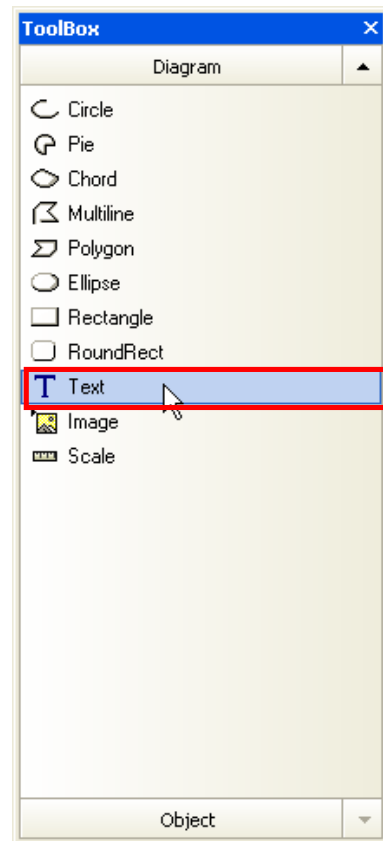 ToolBox
Diagram
Circle
Pie
Chord
Multiline
Polygon
Ellipse
Rectangle
RoundRect
Text
Image
Scale
Object